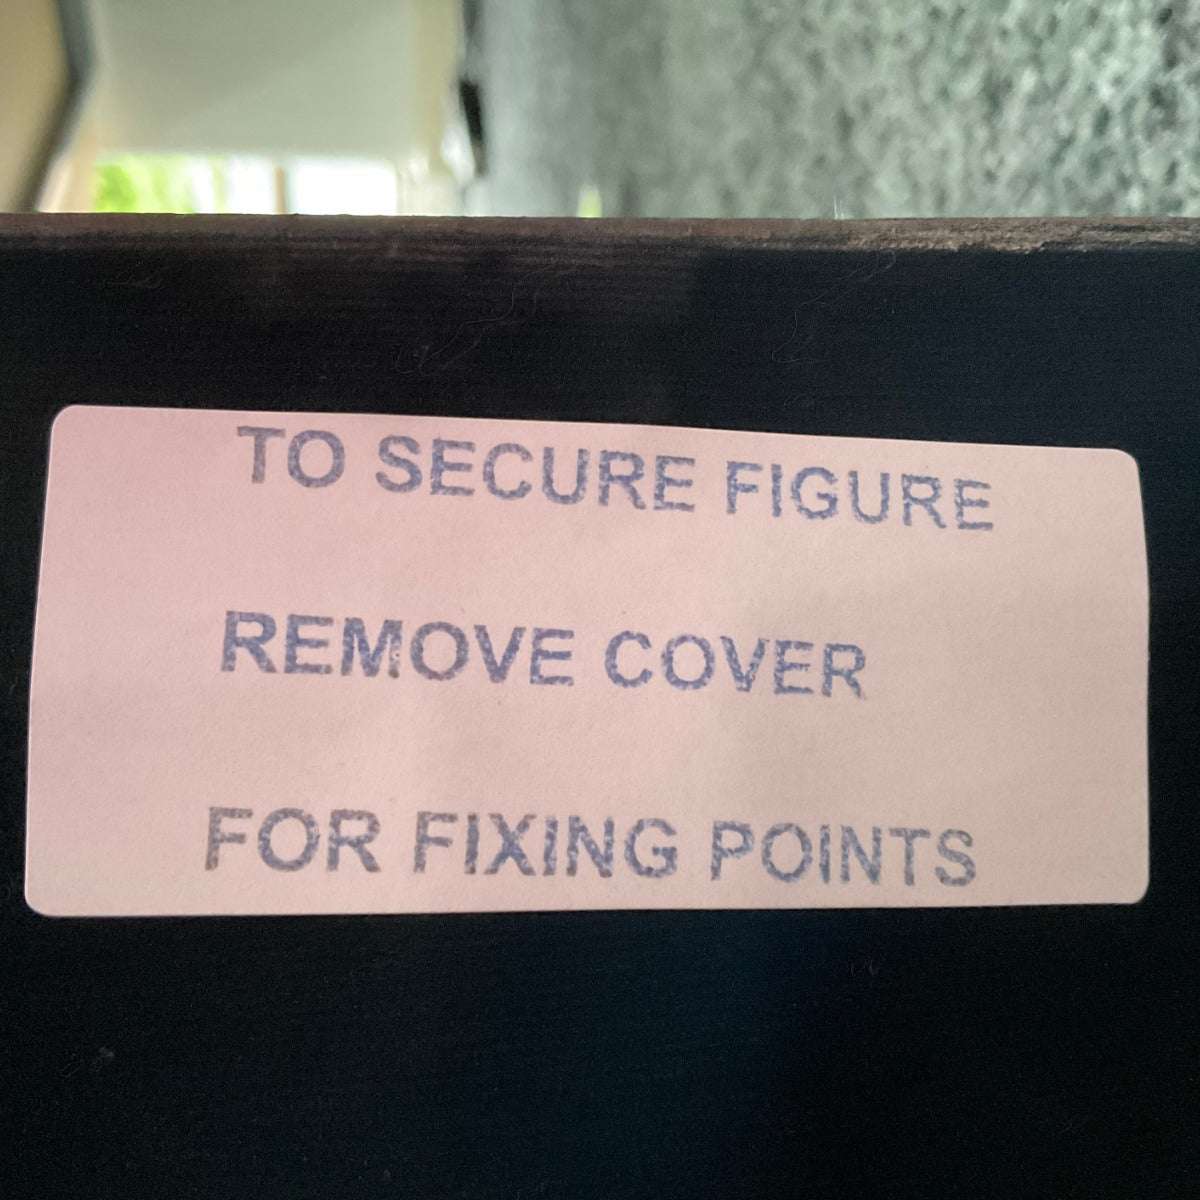 TO SECURE FIGURE
REMOVE COVER
FOR FIXING POINTS